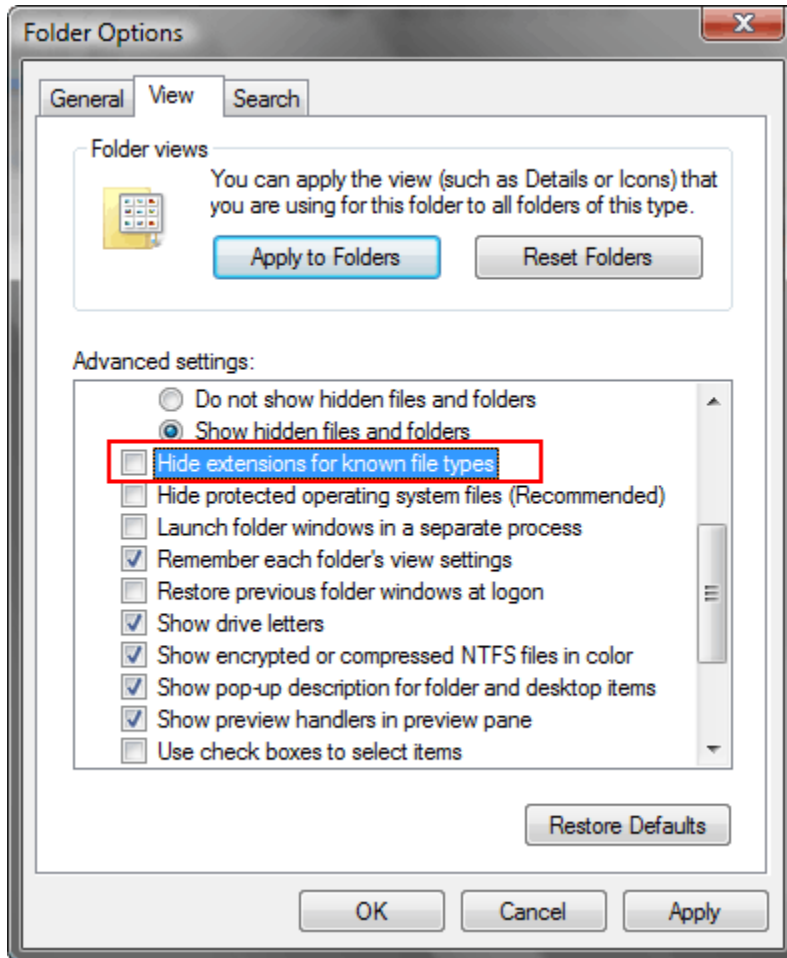 Folder Options
General View Search
Folder views
You can apply the view (such as Details or Icons) that
you are using for this folder to all folders of this type.
Apply to Folders Reset Folders
Advanced settings:
Do not show hidden files and folders
Show hidden files and folders
Hide extensions for known file types
Hide protected operating system files (Recommended)
Launch folder windows in a separate process
Remember each folder's view settings
Restore previous folder windows at logon
Show drive letters
Show encrypted or compressed NTFS files in color
Show pop-up description for folder and desktop items
Show preview handlers in preview pane
Use check boxes to select items
Restore Defaults
OK Cancel Apply